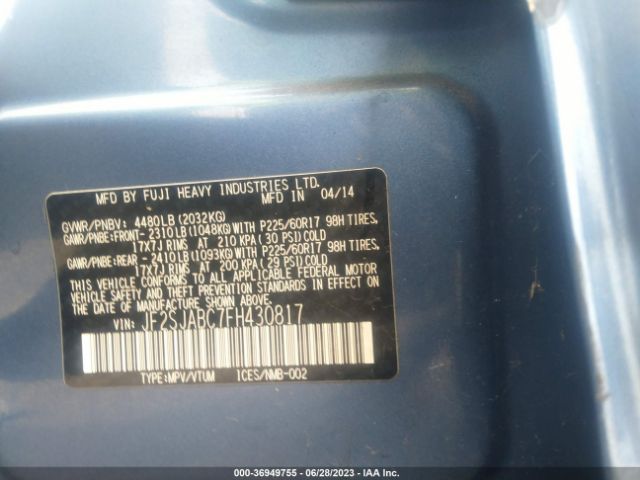 MFD BY FUJI HEAVY INDUSTRIES LTD.
MFD IN 04/14
GVWR/PNBV: 4480LB (2032KG)
GAWR/PNBE:FRONT- 2310LB (1048KG) WITH P225/60R17 98H TIRES.
17X7J RIMS AT 210 KPA (30 PSI) COLD
GAWR/PNBE:REAR - 2410LB (1093KG) WITH P225/60R17 98H TIRES.
17X7J RIMS AT 200 KPA (29 PSI) COLD
THIS VEHICLE CONFORMS TO ALL APPLICABLE FEDERAL MOTOR
VEHICLE SAFETY AND THEFT PREVENTION STANDARDS IN EFFECT
ON THE DATE OF MANUFACTURE SHOWN ABOVE.
VIN: JF2SJABC7FH430817
TYPE:MPV/VTUM ICES/NMB-002
000-36949755 - 06/28/2023 - IAA Inc.